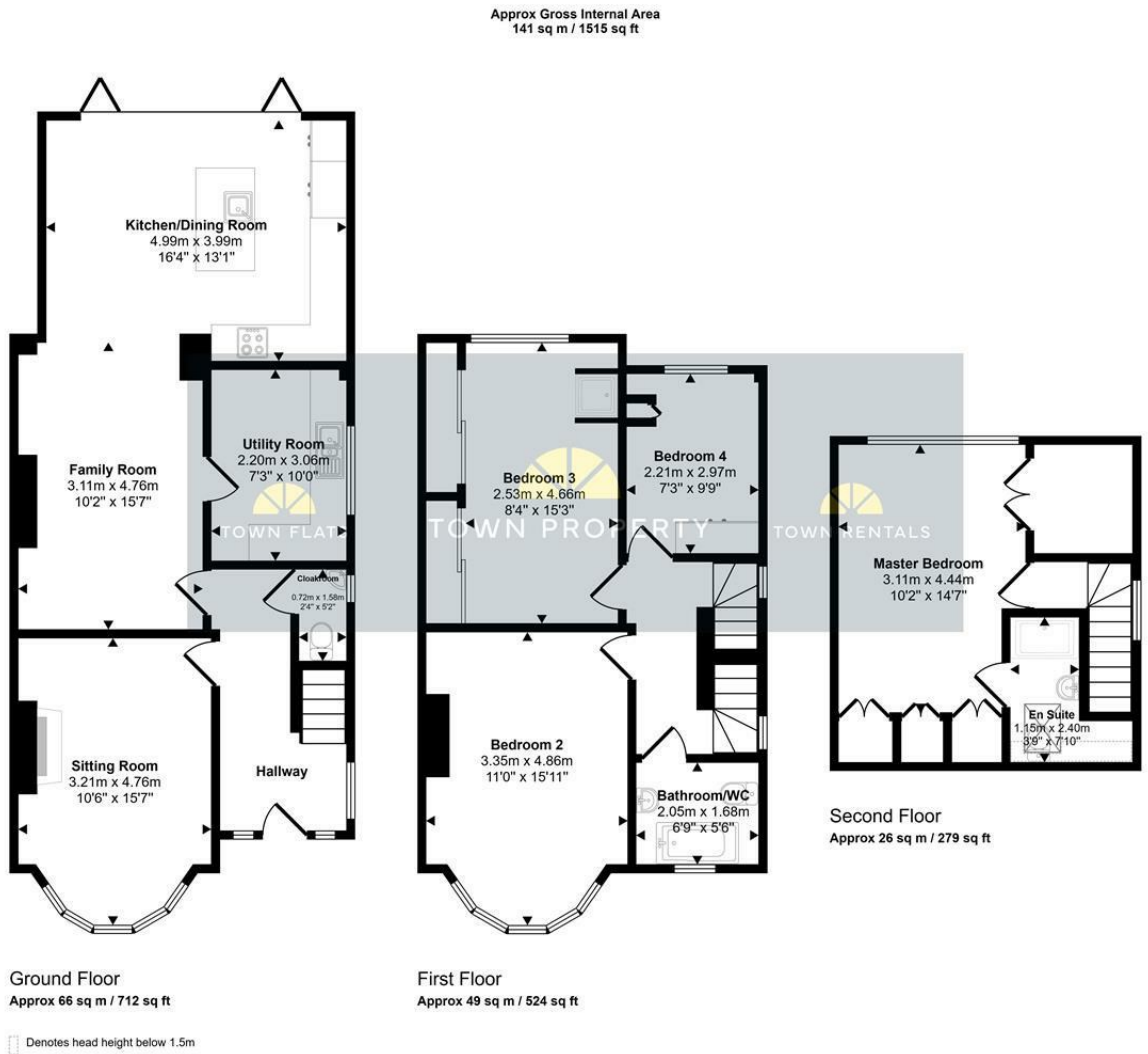 Approx Gross Internal Area
141 sq m / 1515 sq ft
Kitchen/Dining Room
4.99m x 3.99m
16'4" x 13'1"
Utility Room
2.20m x 3.06m
7'3" x 10'0"
Family Room
3.11m x 4.76m
10'2" x 15'7"
TOWN FLATS
Cloakroom
0.72m x 1.58m
2'4" x 5'2"
Sitting Room
3.21m x 4.76m
10'6" x 15'7"
Hallway
Ground Floor
Approx 66 sq m / 712 sq ft
Denotes head height below 1.5m
Bedroom 3
2.53m x 4.66m
8'4" x 15'3"
Bedroom 4
2.21m x 2.97m
7'3" x 9'9"
TOWN PROPERTY
Bedroom 2
3.35m x 4.86m
11'0" x 15'11"
Bathroom/WC
2.05m x 1.68m
6'9" x 5'6"
First Floor
Approx 49 sq m / 524 sq ft
TOWN RENTALS
Master Bedroom
3.11m x 4.44m
10'2" x 14'7"
En Suite
1.15m x 2.40m
3'9" x 7'10"
Second Floor
Approx 26 sq m / 279 sq ft